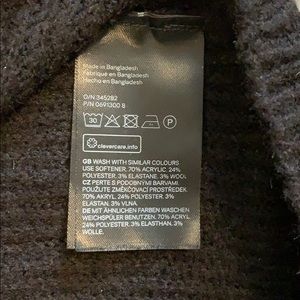 Made in Bangladesh
Fabriqué en Bangladesh
Hecho en Bangladesh
O/N 345282
P/N 0691300 8
30
P
clevercare.info
GB WASH WITH SIMILAR COLOURS
USE SOFTENER, 70% ACRYLIC, 24%
POLYESTER, 3% ELASTANE, 3% WOOL
CZ PERTE S PODOBNÝMI BARVAMI.
POUŽIJTE ZMĚKČOVACÍ PROSTŘEDEK!
70% AKRYL, 24% POLYESTER, 3%
ELASTAN, 3% VLNA.
DE MIT ÄHNLICHEN FARBEN WASCHEN
WEICHSPÜLER BENUTZEN, 70% ACRYL,
24% POLYESTER, 3% ELASTHAN, 3%
WOLLE.